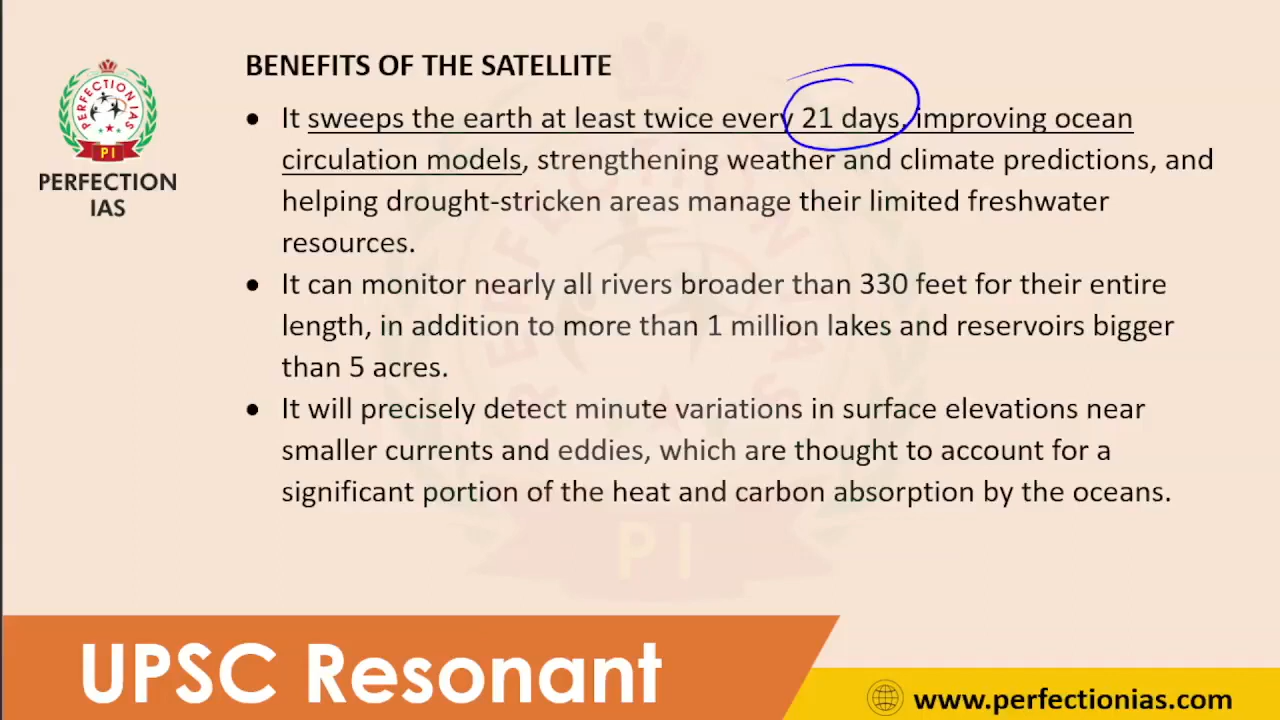 BENEFITS OF THE SATELLITE
• It sweeps the earth at least twice every 21 days, improving ocean
circulation models, strengthening weather and climate predictions, and
helping drought-stricken areas manage their limited freshwater
resources.
• It can monitor nearly all rivers broader than 330 feet for their entire
length, in addition to more than 1 million lakes and reservoirs bigger
than 5 acres.
• It will precisely detect minute variations in surface elevations near
smaller currents and eddies, which are thought to account for a
significant portion of the heat and carbon absorption by the oceans.
PERFECTION IAS
PI
PERFECTION
IAS
PERFECTION IAS
PI
UPSC Resonant
www.perfectionias.com